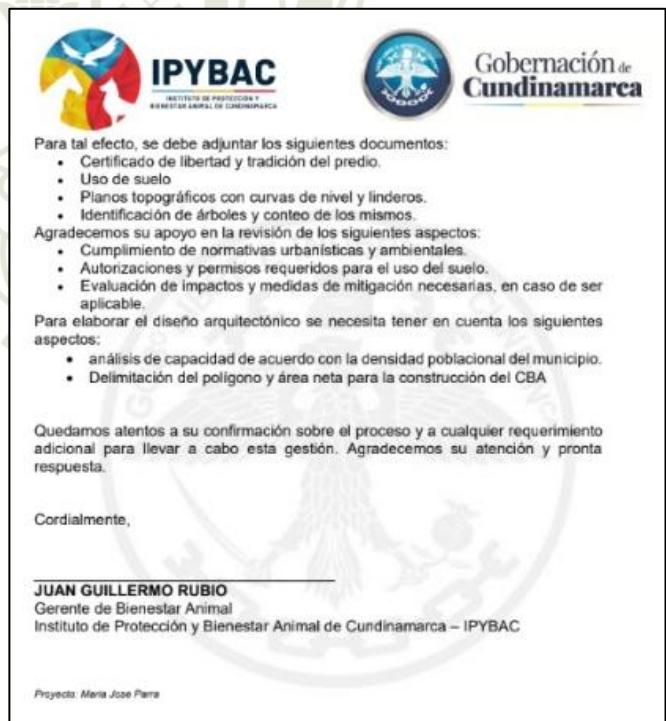 IPYBAC
INSTITUTO DE PROTECCIÓN Y
BIENESTAR ANIMAL DE CUNDINAMARCA
Gobernación de
Cundinamarca
Para tal efecto, se debe adjuntar los siguientes documentos:
• Certificado de libertad y tradición del predio.
• Uso de suelo
• Planos topográficos con curvas de nivel y linderos.
• Identificación de árboles y conteo de los mismos.
Agradecemos su apoyo en la revisión de los siguientes aspectos:
• Cumplimiento de normativas urbanísticas y ambientales.
• Autorizaciones y permisos requeridos para el uso del suelo.
• Evaluación de impactos y medidas de mitigación necesarias, en caso de ser
aplicable.
Para elaborar el diseño arquitectónico se necesita tener en cuenta los siguientes
aspectos:
• análisis de capacidad de acuerdo con la densidad poblacional del municipio.
• Delimitación del polígono y área neta para la construcción del CBA
Quedamos atentos a su confirmación sobre el proceso y a cualquier requerimiento
adicional para llevar a cabo esta gestión. Agradecemos su atención y pronta
respuesta.
Cordialmente,
JUAN GUILLERMO RUBIO
Gerente de Bienestar Animal
Instituto de Protección y Bienestar Animal de Cundinamarca – IPYBAC
Proyecto: Maria Jose Parra